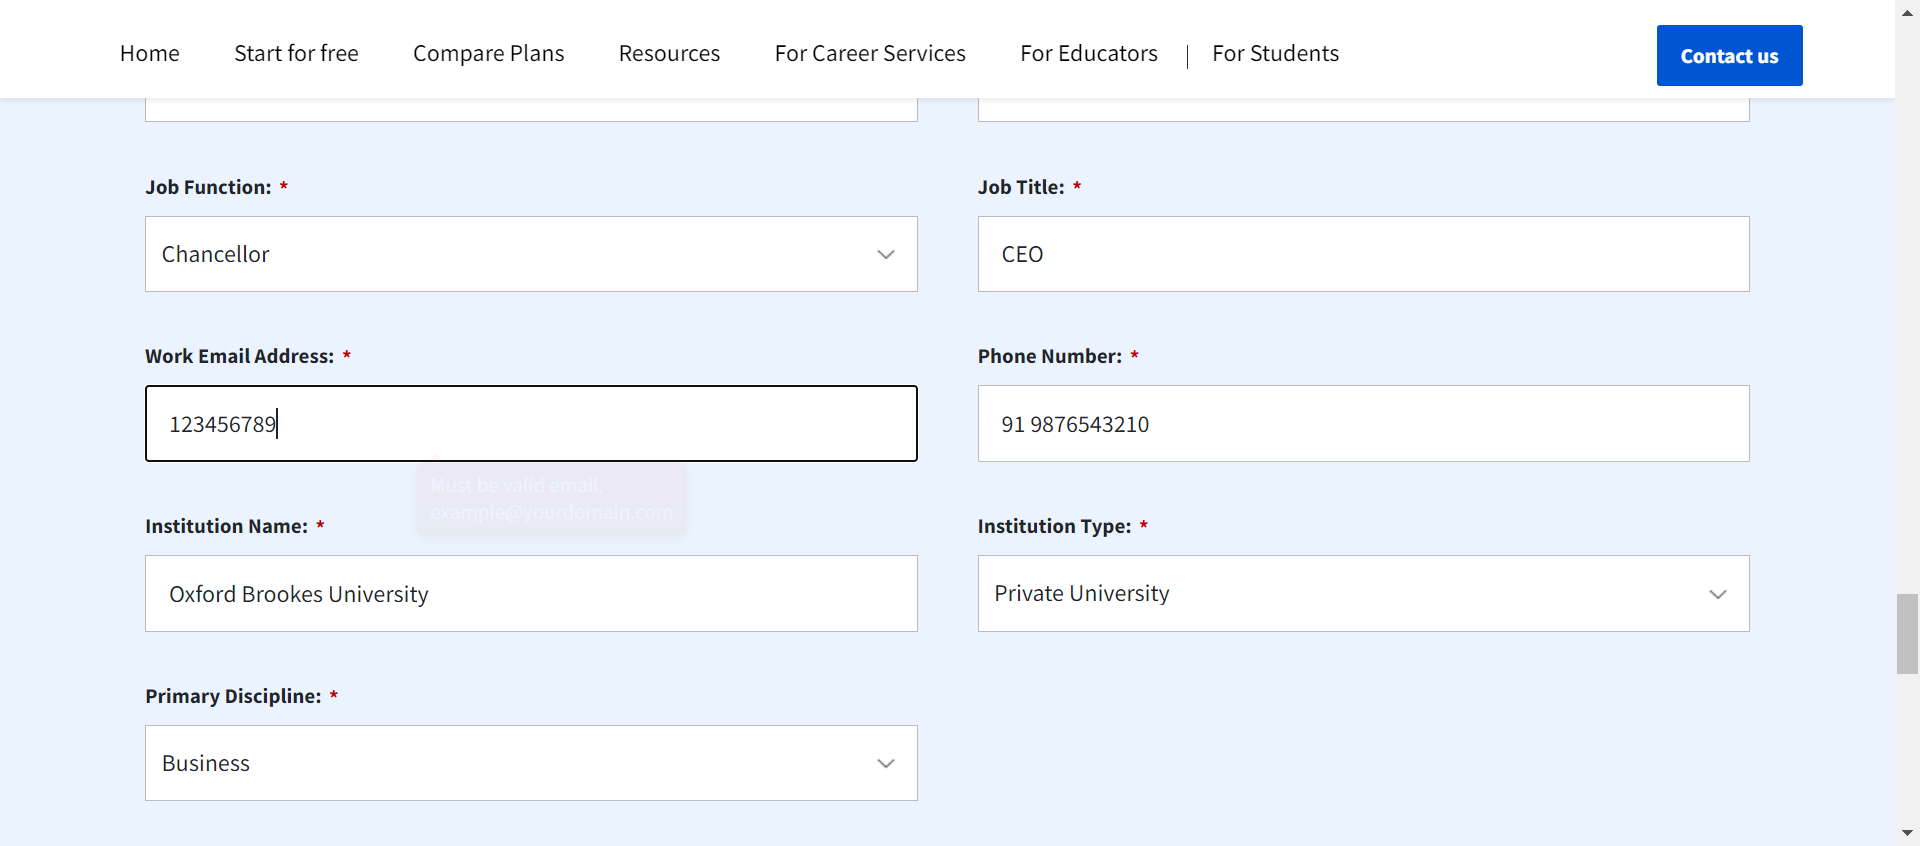 Home Start for free Compare Plans Resources For Career Services For Educators | For Students Contact us
Job Function: * Job Title: *
Chancellor CEO
Work Email Address: * Phone Number: *
123456789 91 9876543210
Must be valid email.
example@yourdomain.com
Institution Name: * Institution Type: *
Oxford Brookes University Private University
Primary Discipline: *
Business